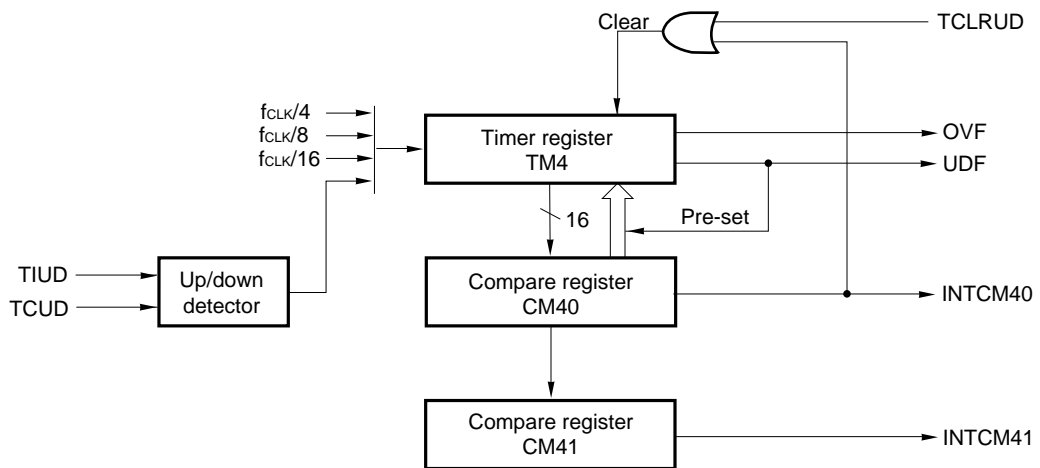 Clear
TCLRUD
fCLK/4
fCLK/8
fCLK/16
Timer register
TM4
OVF
UDF
16
Pre-set
TIUD
TCUD
Up/down
detector
Compare register
CM40
INTCM40
Compare register
CM41
INTCM41